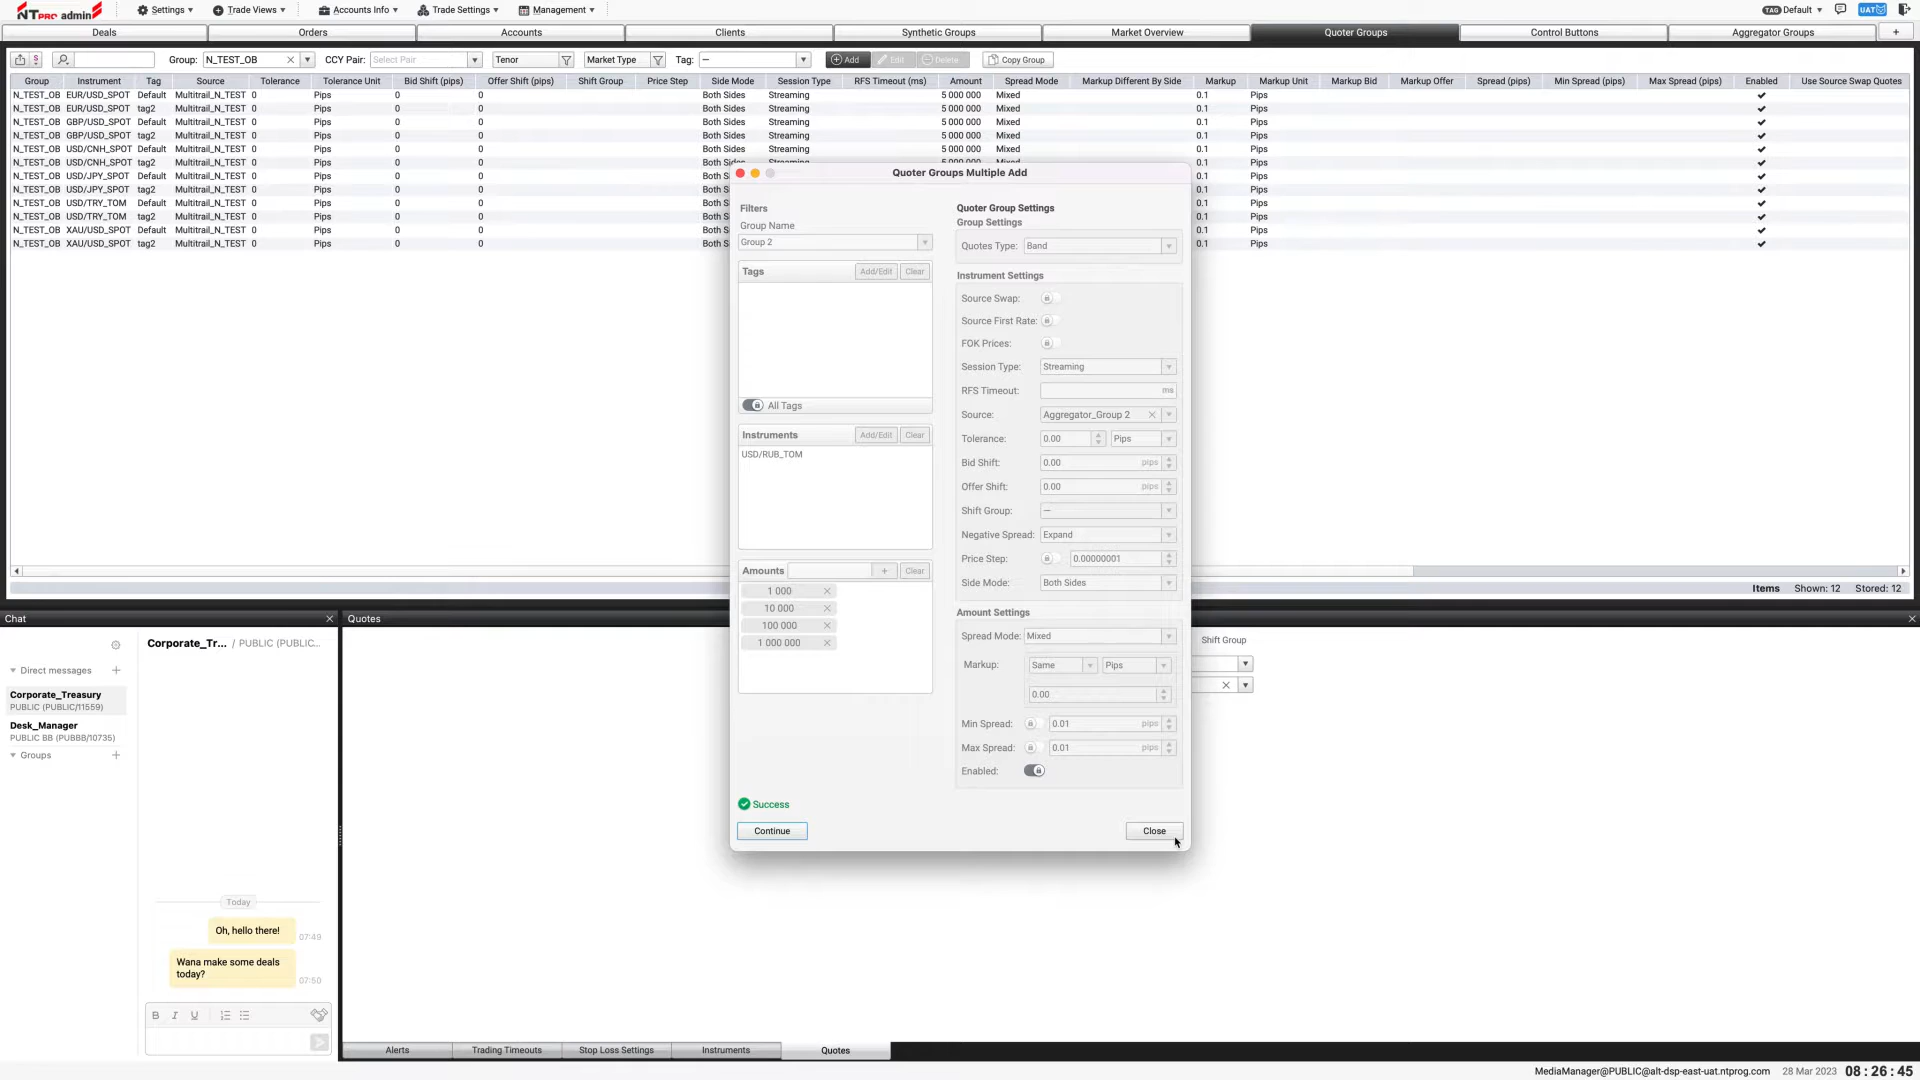 NTPRO admin
Settings
Trade Views
Accounts Info
Trade Settings
Management
TAG Default
UAT
Deals
Orders
Accounts
Clients
Synthetic Groups
Market Overview
Quoter Groups
Control Buttons
Aggregator Groups
+
Group: N_TEST_OB
CCY Pair: Select Pair
Tenor
Market Type
Tag: —
Add
Edit
Delete
Copy Group
Group Instrument Tag Source Tolerance Tolerance Unit Bid Shift (pips) Offer Shift (pips) Shift Group Price Step Side Mode Session Type RFS Timeout (ms) Amount Spread Mode Markup Different By Side Markup Markup Unit Markup Bid Markup Offer Spread (pips) Min Spread (pips) Max Spread (pips) Enabled Use Source Swap Quotes
N_TEST_OB EUR/USD_SPOT Default Multitrail_N_TEST 0 Pips 0 0 Both Sides Streaming 5 000 000 Mixed 0.1 Pips ✔
N_TEST_OB EUR/USD_SPOT tag2 Multitrail_N_TEST 0 Pips 0 0 Both Sides Streaming 5 000 000 Mixed 0.1 Pips ✔
N_TEST_OB GBP/USD_SPOT Default Multitrail_N_TEST 0 Pips 0 0 Both Sides Streaming 5 000 000 Mixed 0.1 Pips ✔
N_TEST_OB GBP/USD_SPOT tag2 Multitrail_N_TEST 0 Pips 0 0 Both Sides Streaming 5 000 000 Mixed 0.1 Pips ✔
N_TEST_OB USD/CNH_SPOT Default Multitrail_N_TEST 0 Pips 0 0 Both Sides Streaming 5 000 000 Mixed 0.1 Pips ✔
N_TEST_OB USD/CNH_SPOT tag2 Multitrail_N_TEST 0 Pips 0 0 Both Sides Streaming 5 000 000 Mixed 0.1 Pips ✔
N_TEST_OB USD/JPY_SPOT Default Multitrail_N_TEST 0 Pips 0 0 Both S 0.1 Pips ✔
N_TEST_OB USD/JPY_SPOT tag2 Multitrail_N_TEST 0 Pips 0 0 Both S 0.1 Pips ✔
N_TEST_OB USD/TRY_TOM Default Multitrail_N_TEST 0 Pips 0 0 Both S 0.1 Pips ✔
N_TEST_OB USD/TRY_TOM tag2 Multitrail_N_TEST 0 Pips 0 0 Both S 0.1 Pips ✔
N_TEST_OB XAU/USD_SPOT Default Multitrail_N_TEST 0 Pips 0 0 Both S 0.1 Pips ✔
N_TEST_OB XAU/USD_SPOT tag2 Multitrail_N_TEST 0 Pips 0 0 Both S 0.1 Pips ✔
Items Shown: 12 Stored: 12
Quoter Groups Multiple Add
Filters
Group Name
Group 2
Tags
Add/Edit
Clear
All Tags
Instruments
Add/Edit
Clear
USD/RUB_TOM
Amounts
+
Clear
1 000
10 000
100 000
1 000 000
Success
Continue
Quoter Group Settings
Group Settings
Quotes Type: Band
Instrument Settings
Source Swap:
Source First Rate:
FOK Prices:
Session Type: Streaming
RFS Timeout: ms
Source: Aggregator_Group 2
Tolerance: 0.00 Pips
Bid Shift: 0.00 pips
Offer Shift: 0.00 pips
Shift Group: —
Negative Spread: Expand
Price Step: 0.00000001
Side Mode: Both Sides
Amount Settings
Spread Mode: Mixed
Markup: Same Pips
0.00
Min Spread: 0.01 pips
Max Spread: 0.01 pips
Enabled:
Close
Chat
Direct messages
Corporate_Treasury
PUBLIC (PUBLIC/11559)
Desk_Manager
PUBLIC BB (PUBBB/10735)
Groups
Corporate_Tr... / PUBLIC (PUBLIC...
Today
Oh, hello there!
07:49
Wana make some deals
today?
07:50
B I U
Quotes
Shift Group
Alerts
Trading Timeouts
Stop Loss Settings
Instruments
Quotes
MediaManager@PUBLIC@alt-dsp-east-uat.ntprog.com 28 Mar 2023 08:26:45